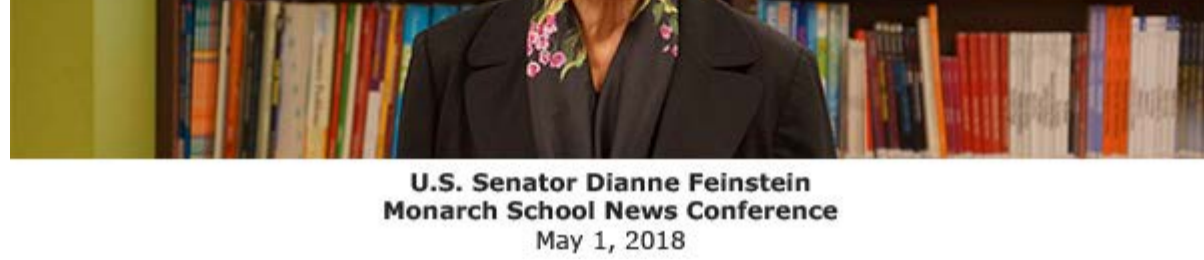 U.S. Senator Dianne Feinstein
Monarch School News Conference
May 1, 2018